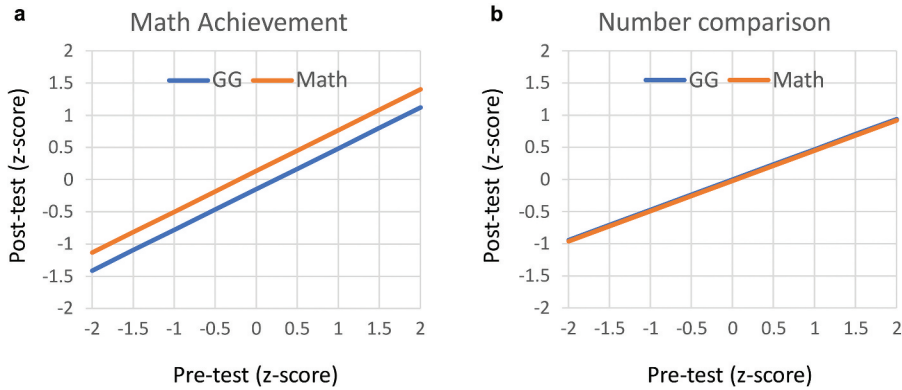 a
Math Achievement
2
1.5
1
0.5
0
-0.5
-1
-1.5
-2
Post-test (z-score)
GG Math
-2 -1.5 -1 -0.5 0 0.5 1 1.5 2
Pre-test (z-score)
b
Number comparison
2
1.5
1
0.5
0
-0.5
-1
-1.5
-2
Post-test (z-score)
GG Math
-2 -1.5 -1 -0.5 0 0.5 1 1.5 2
Pre-test (z-score)